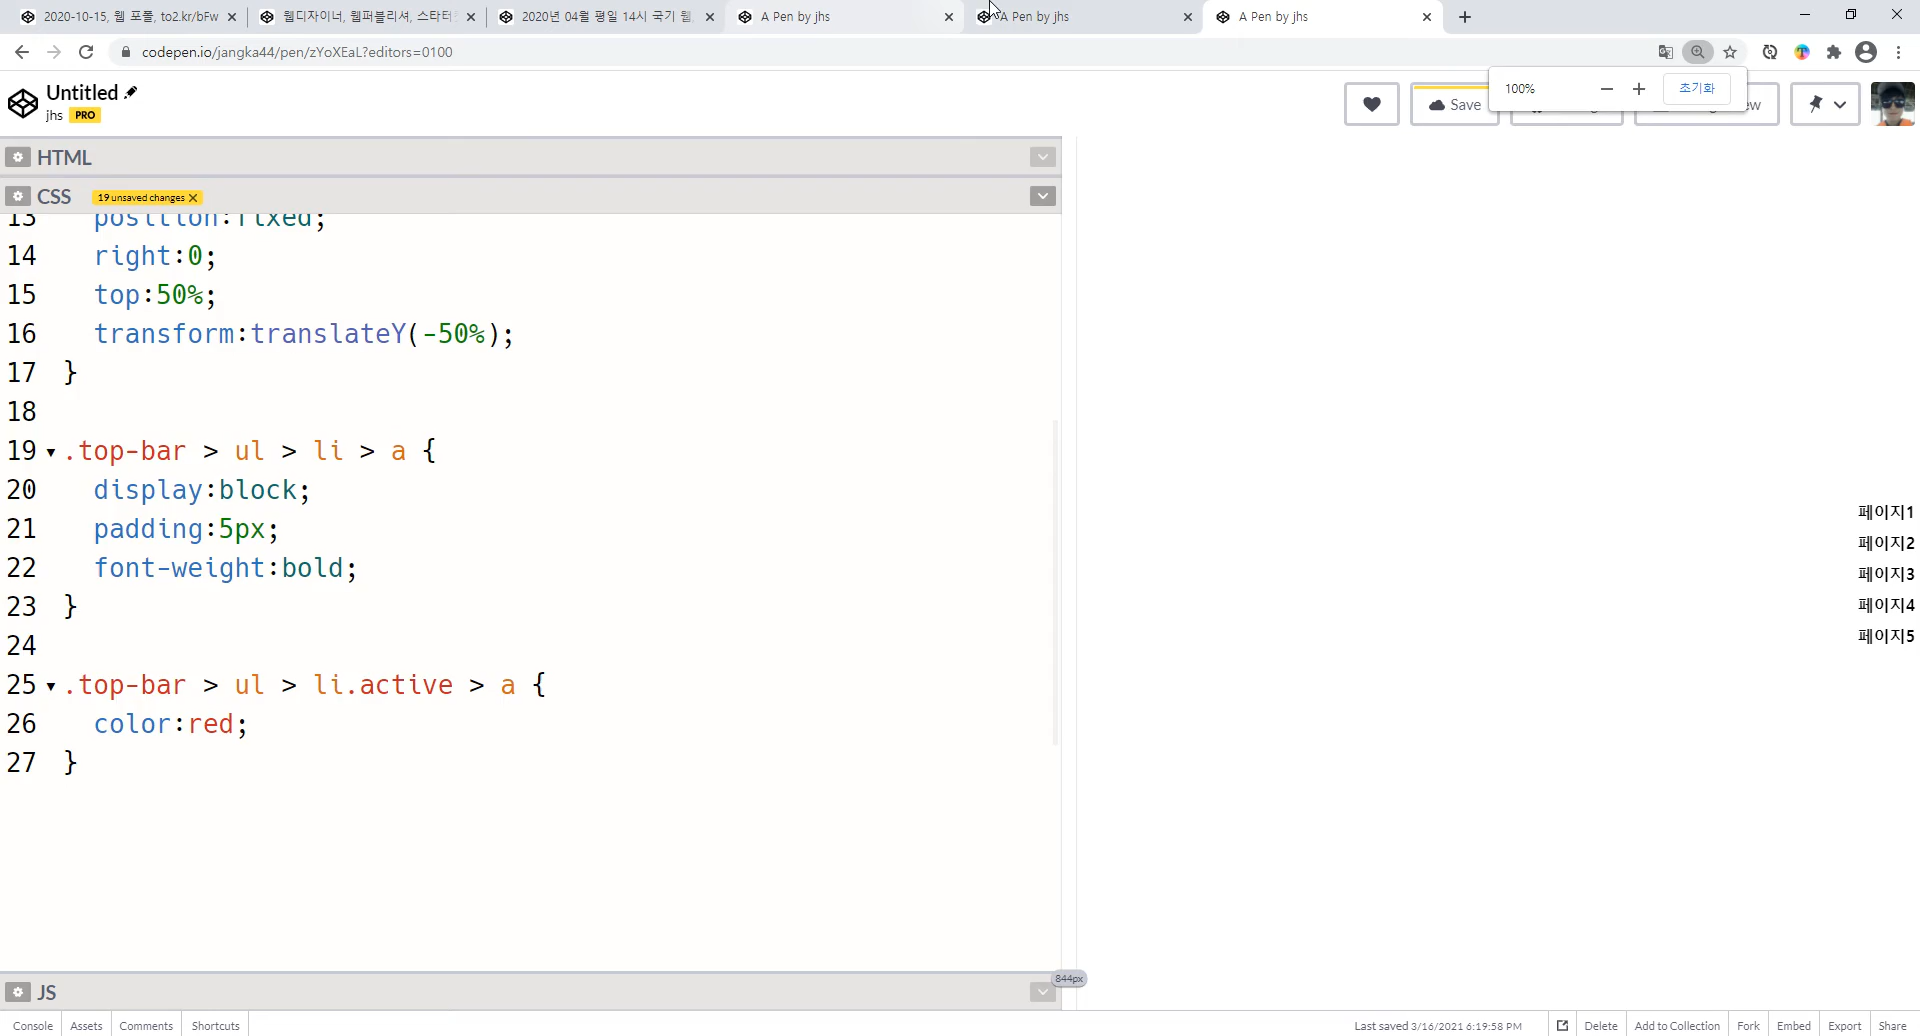 2020-10-15, 웹 포폴, to2.kr/bFw
웹디자이너, 웹퍼블리셔, 스타터
2020년 04월 평일 14시 국기 웹
A Pen by jhs
A Pen by jhs
A Pen by jhs
codepen.io/jangka44/pen/zYoXEaL?editors=0100
Untitled
jhs PRO
Save
100%
초기화
HTML
CSS
19 unsaved changes
13 position:fixed;
14 right:0;
15 top:50%;
16 transform:translateY(-50%);
17 }
18
19 .top-bar > ul > li > a {
20 display:block;
21 padding:5px;
22 font-weight:bold;
23 }
24
25 .top-bar > ul > li.active > a {
26 color:red;
27 }
페이지1
페이지2
페이지3
페이지4
페이지5
JS
844px
Console
Assets
Comments
Shortcuts
Last saved 3/16/2021 6:19:58 PM
Delete
Add to Collection
Fork
Embed
Export
Share